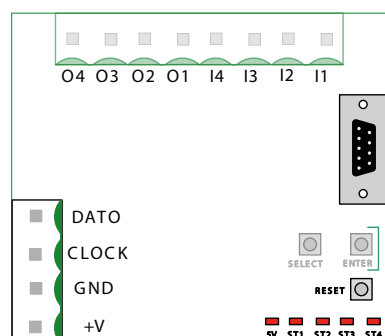 O4 O3 O2 O1 I4 I3 I2 I1
DATO
CLOCK
SELECT ENTER
GND
RESET
+V
5V ST1 ST2 ST3 ST4